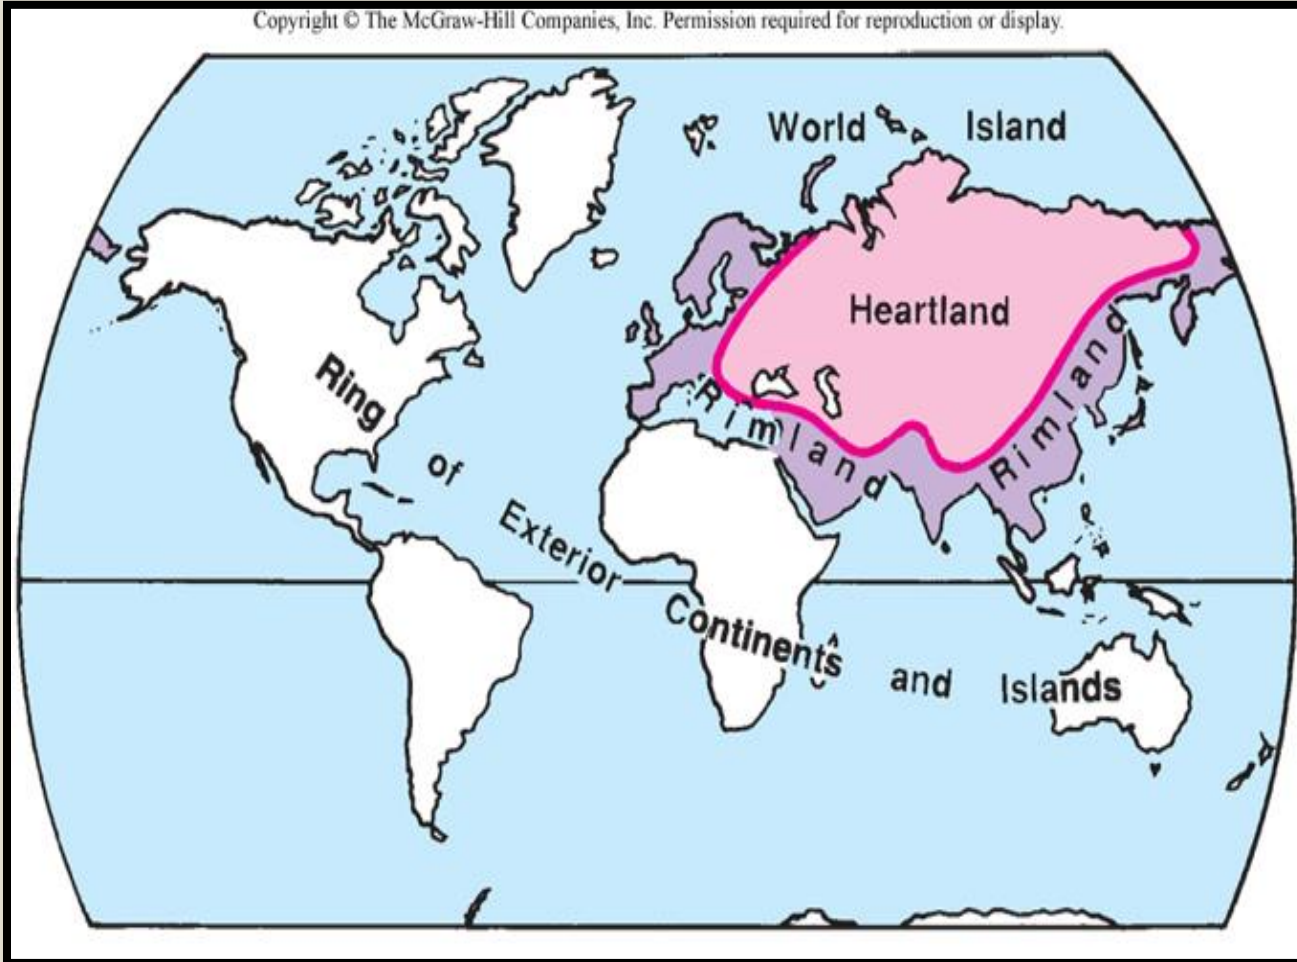 Copyright © The McGraw-Hill Companies, Inc. Permission required for reproduction or display.
World Island
Heartland
Rimland
Rimland
Ring of Exterior Continents and Islands